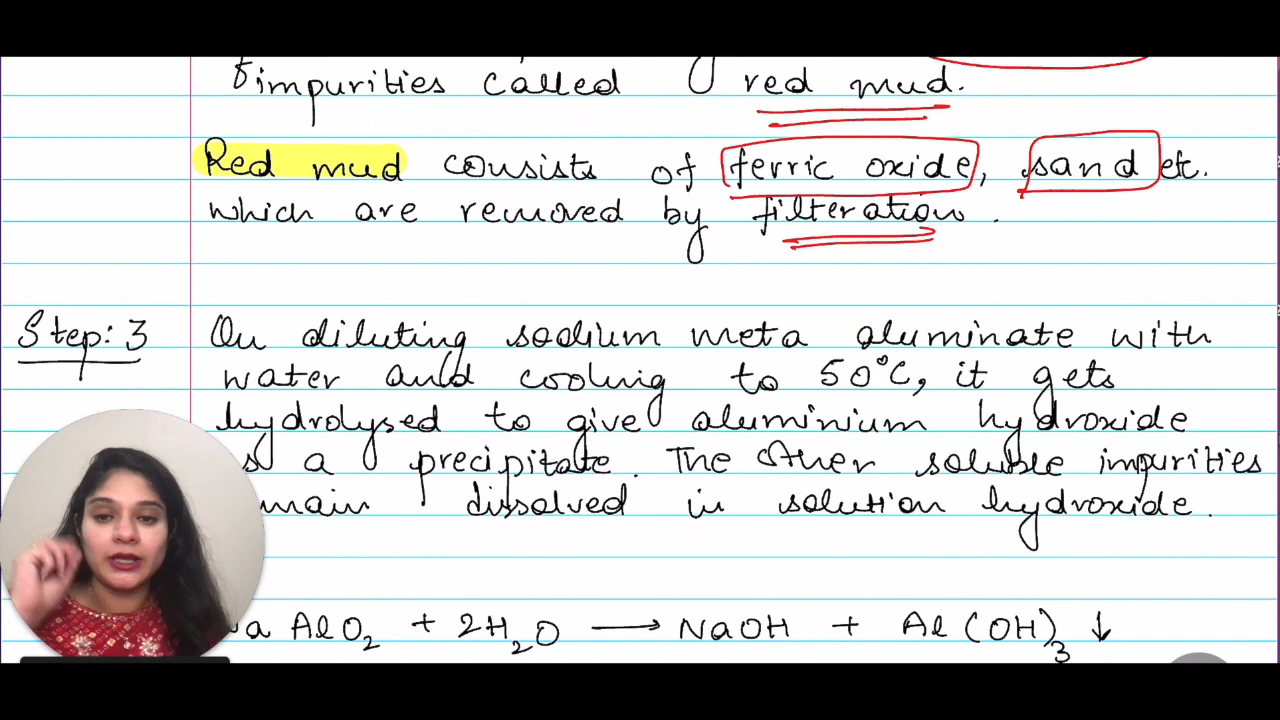 impurities called red mud.
Red mud consists of ferric oxide, sand etc.
which are removed by filteration.
Step: 3
On diluting sodium meta aluminate with
water and cooling to 50°C, it gets
hydrolysed to give aluminium hydroxide
s a precipitate. The other soluble impurities
main dissolved in solution hydroxide.
a AlO₂ + 2H₂O ⟶ NaOH + Al(OH)₃ ↓